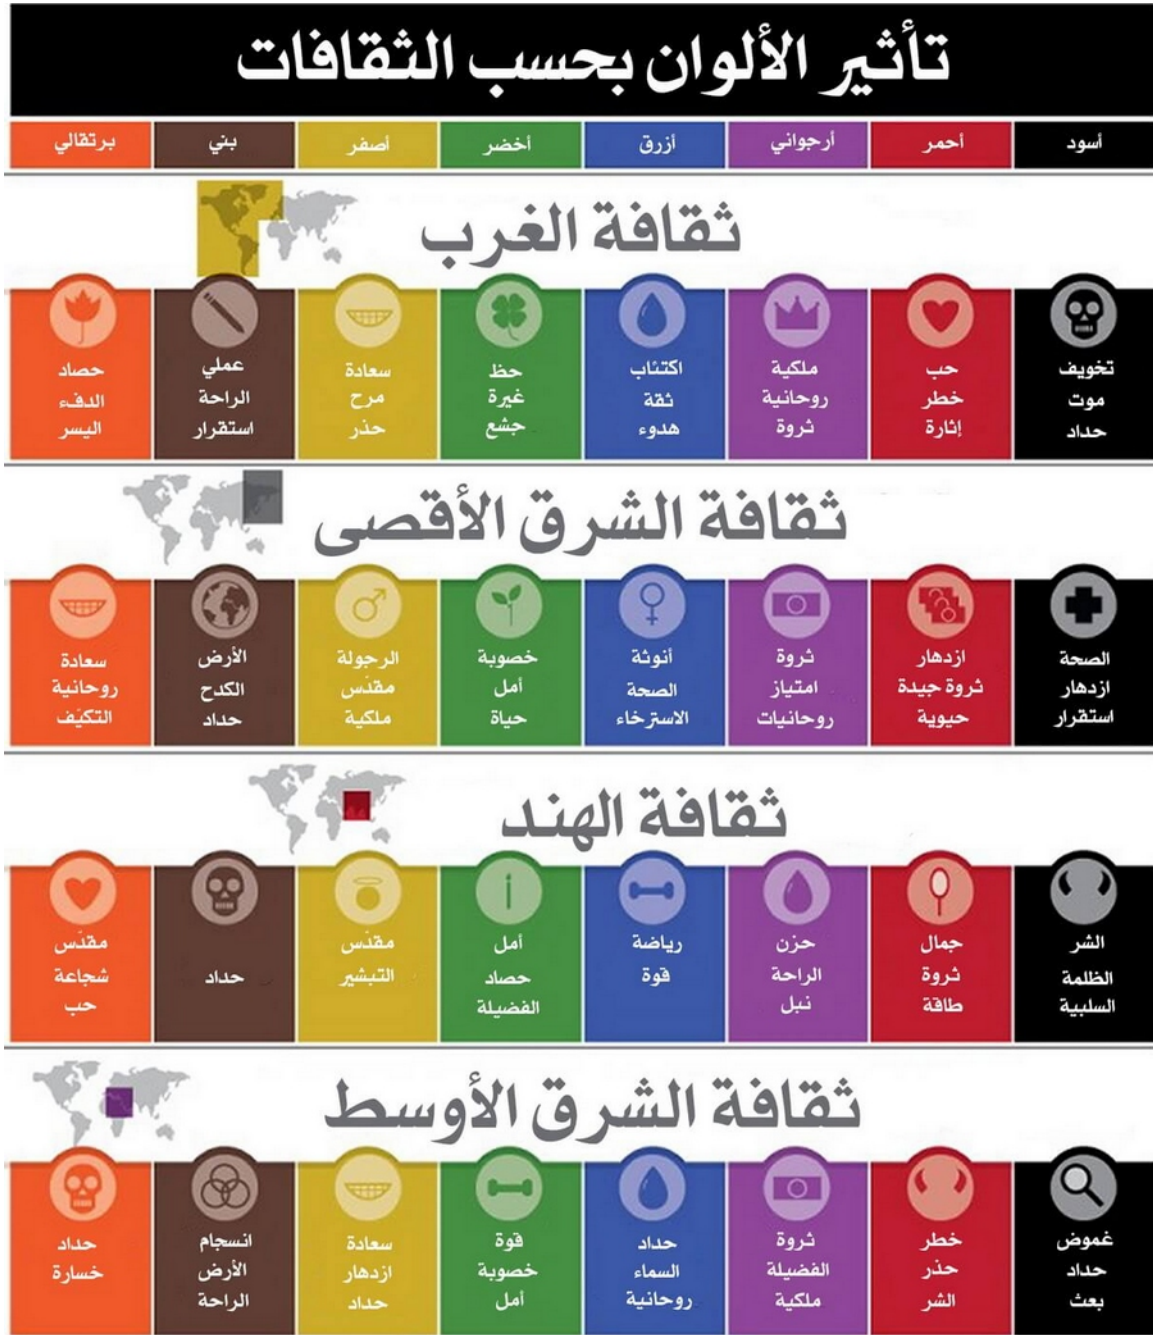 تأثير الألوان بحسب الثقافات
أسود أحمر أرجواني أزرق أخضر أصفر بني برتقالي
ثقافة الغرب
تخويف حب ملكية اكتئاب حظ سعادة عملي حصاد
موت خطر روحانية ثقة غيرة مرح الراحة الدفء
حداد إثارة ثروة هدوء جشع حذر استقرار اليسر
ثقافة الشرق الأقصى
الصحة ازدهار ثروة أنوثة خصوبة الرجولة الأرض سعادة
ازدهار ثروة جيدة امتياز الصحة أمل مقدّس الكدح روحانية
استقرار حيوية روحانيات الاسترخاء حياة ملكية حداد التكيّف
ثقافة الهند
الشر جمال حزن رياضة أمل مقدّس مقدّس
الظلمة ثروة الراحة قوة حصاد التبشير حداد شجاعة
السلبية طاقة نبل الفضيلة حب
ثقافة الشرق الأوسط
غموض خطر ثروة حداد قوة سعادة انسجام حداد
حداد حذر الفضيلة السماء خصوبة ازدهار الأرض خسارة
بعث الشر ملكية روحانية أمل حداد الراحة